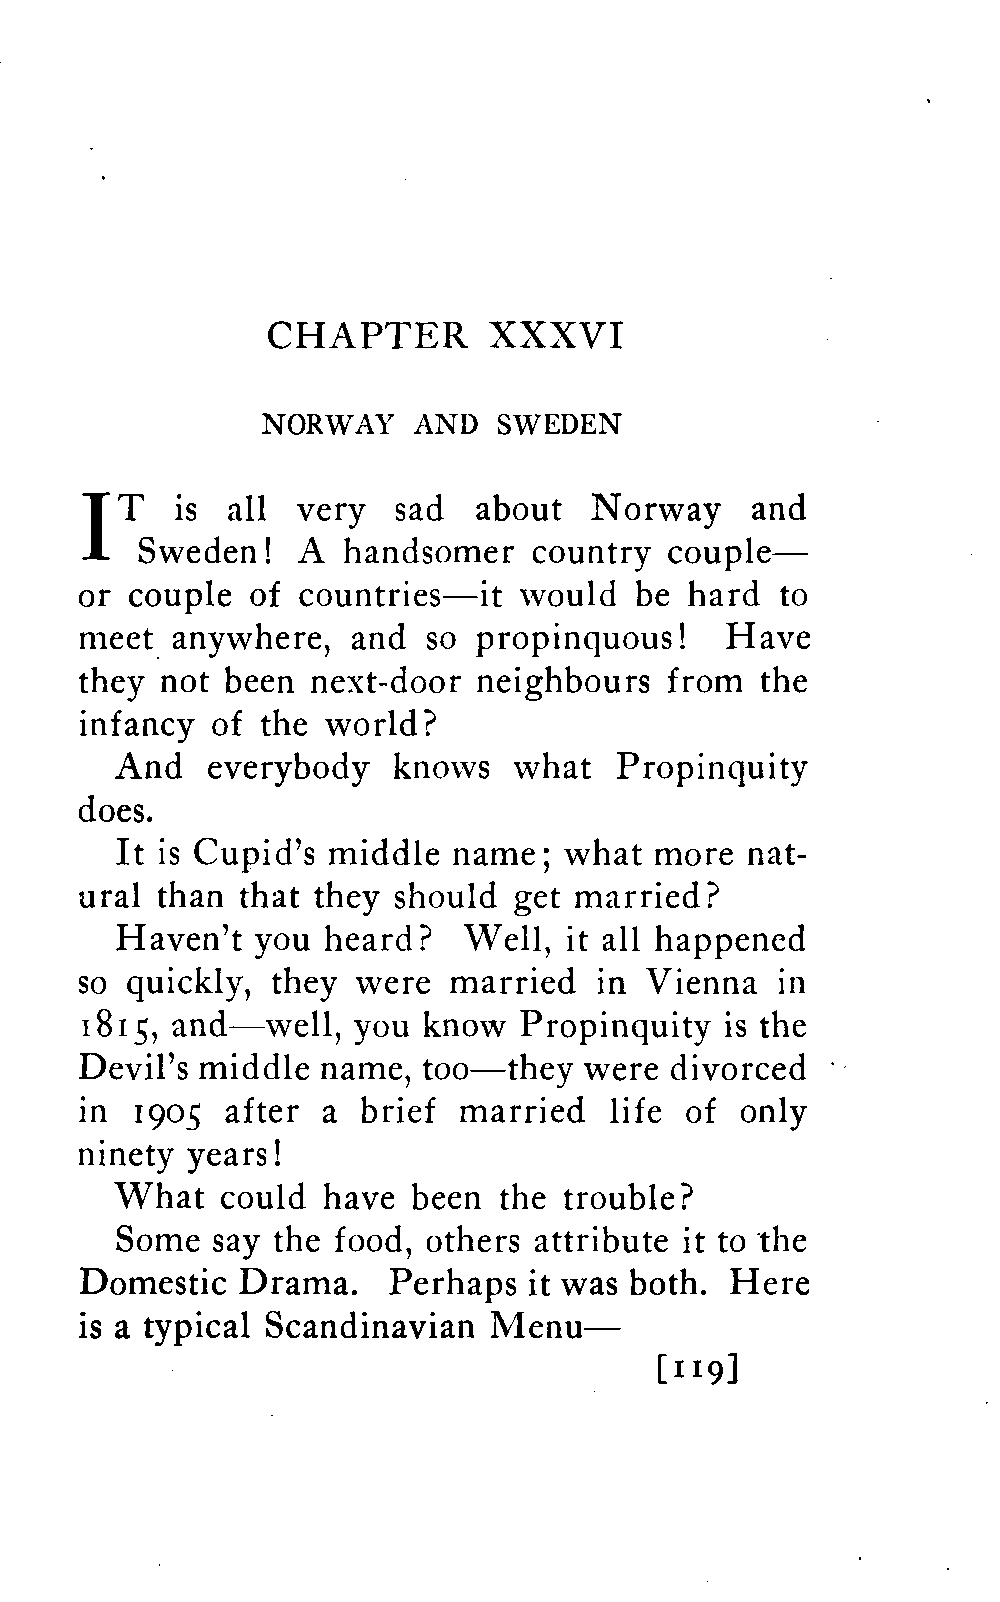 CHAPTER XXXVI
NORWAY AND SWEDEN
IT is all very sad about Norway and
Sweden! A handsomer country couple—
or couple of countries—it would be hard to
meet anywhere, and so propinquous! Have
they not been next-door neighbours from the
infancy of the world?
And everybody knows what Propinquity
does.
It is Cupid's middle name; what more nat-
ural than that they should get married?
Haven't you heard? Well, it all happened
so quickly, they were married in Vienna in
1815, and—well, you know Propinquity is the
Devil's middle name, too—they were divorced
in 1905 after a brief married life of only
ninety years!
What could have been the trouble?
Some say the food, others attribute it to the
Domestic Drama. Perhaps it was both. Here
is a typical Scandinavian Menu—
[119]